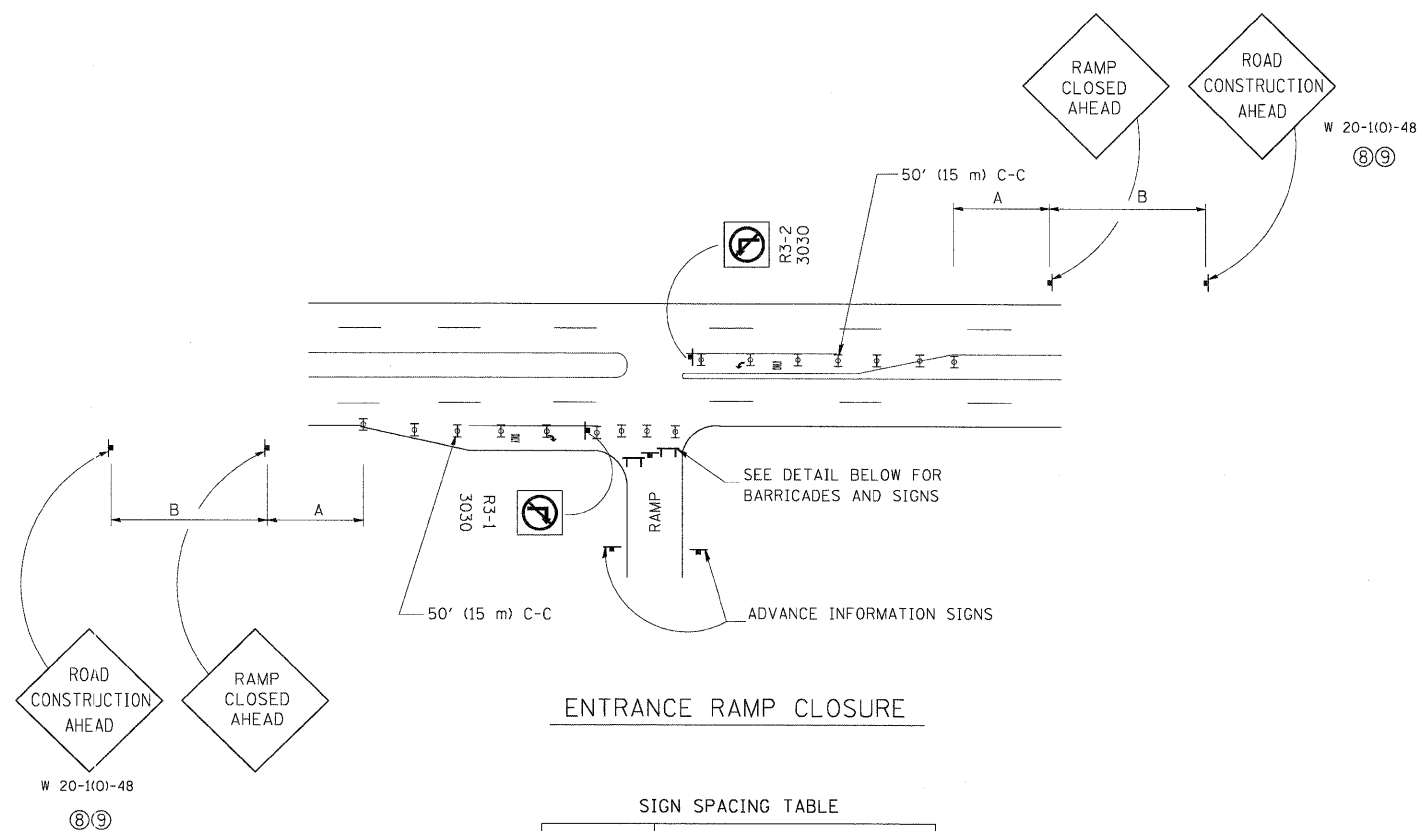 RAMP
CLOSED
AHEAD
ROAD
CONSTRUCTION
AHEAD
W 20-1(O)-48
⑧⑨
50' (15 m) C-C
A
B
R3-2
3030
SEE DETAIL BELOW FOR
BARRICADES AND SIGNS
B
A
R3-1
3030
RAMP
50' (15 m) C-C
ADVANCE INFORMATION SIGNS
ROAD
CONSTRUCTION
AHEAD
RAMP
CLOSED
AHEAD
W 20-1(O)-48
⑧⑨
ENTRANCE RAMP CLOSURE
SIGN SPACING TABLE